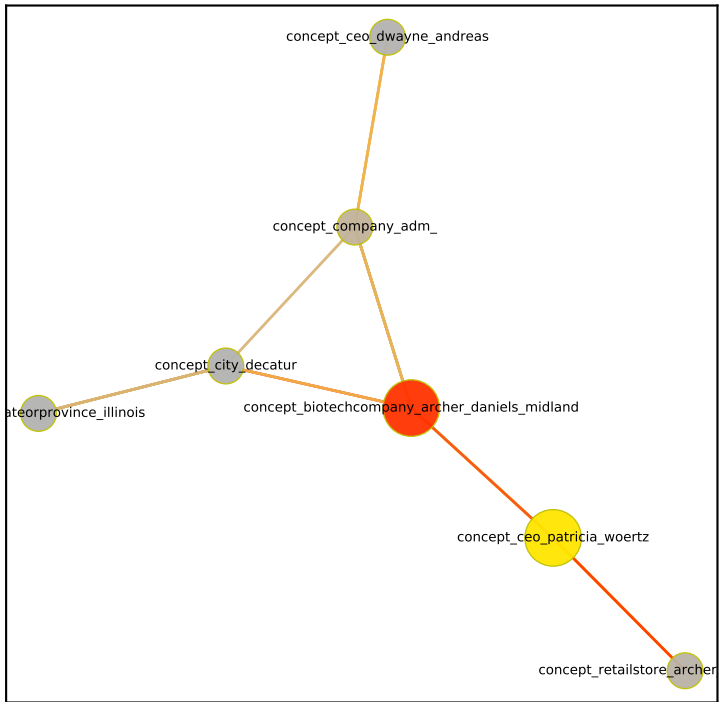 concept_ceo_dwayne_andreas
concept_company_adm_
concept_city_decatur
ateorprovince_illinois
concept_biotechcompany_archer_daniels_midland
concept_ceo_patricia_woertz
concept_retailstore_archer